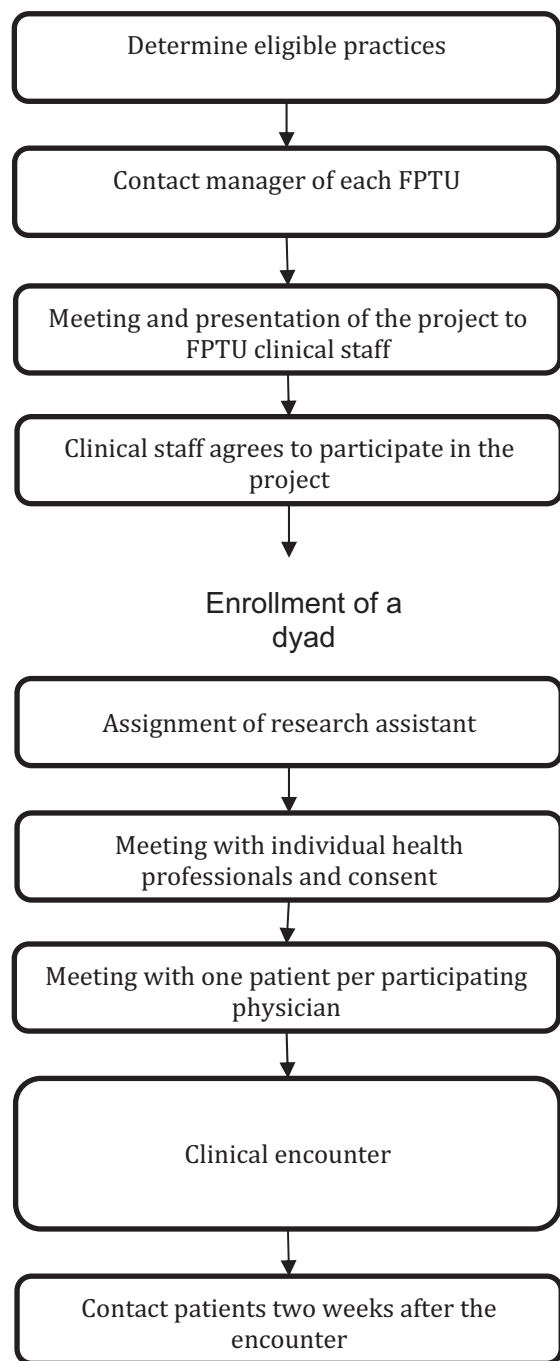 Determine eligible practices
Contact manager of each FPTU
Meeting and presentation of the project to
FPTU clinical staff
Clinical staff agrees to participate in the
project
Enrollment of a
dyad
Assignment of research assistant
Meeting with individual health
professionals and consent
Meeting with one patient per participating
physician
Clinical encounter
Contact patients two weeks after the
encounter